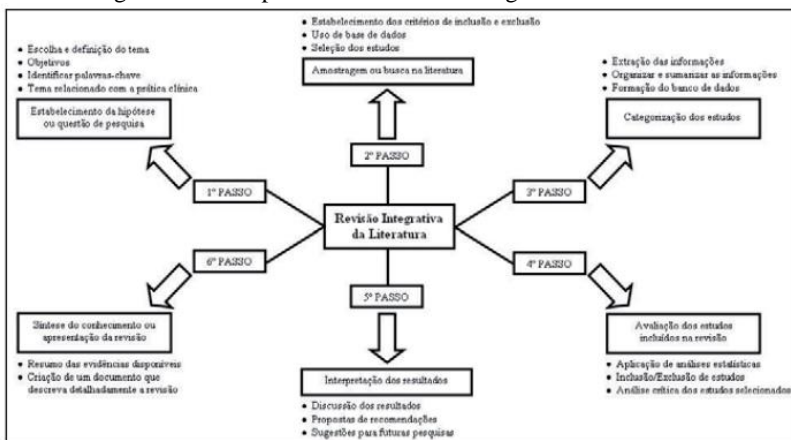 • Escolha e definição do tema
• Objetivos
• Identificar palavras-chave
• Tema relacionado com a prática clínica
Estabelecimento da hipótese
ou questão de pesquisa
1º PASSO
• Estabelecimento dos critérios de inclusão e exclusão
• Uso de base de dados
• Seleção dos estudos
Amostragem ou busca na literatura
2º PASSO
• Extração das informações
• Organizar e sumarizar as informações
• Formação do banco de dados
Categorização dos estudos
3º PASSO
Revisão Integrativa
da Literatura
6º PASSO
Síntese do conhecimento ou
apresentação da revisão
• Resumo das evidências disponíveis
• Criação de um documento que
descreva detalhadamente a revisão
5º PASSO
Interpretação dos resultados
• Discussão dos resultados
• Propostas de recomendações
• Sugestões para futuras pesquisas
4º PASSO
Avaliação dos estudos
incluídos na revisão
• Aplicação de análises estatísticas
• Inclusão/Exclusão de estudos
• Análise crítica dos estudos selecionados